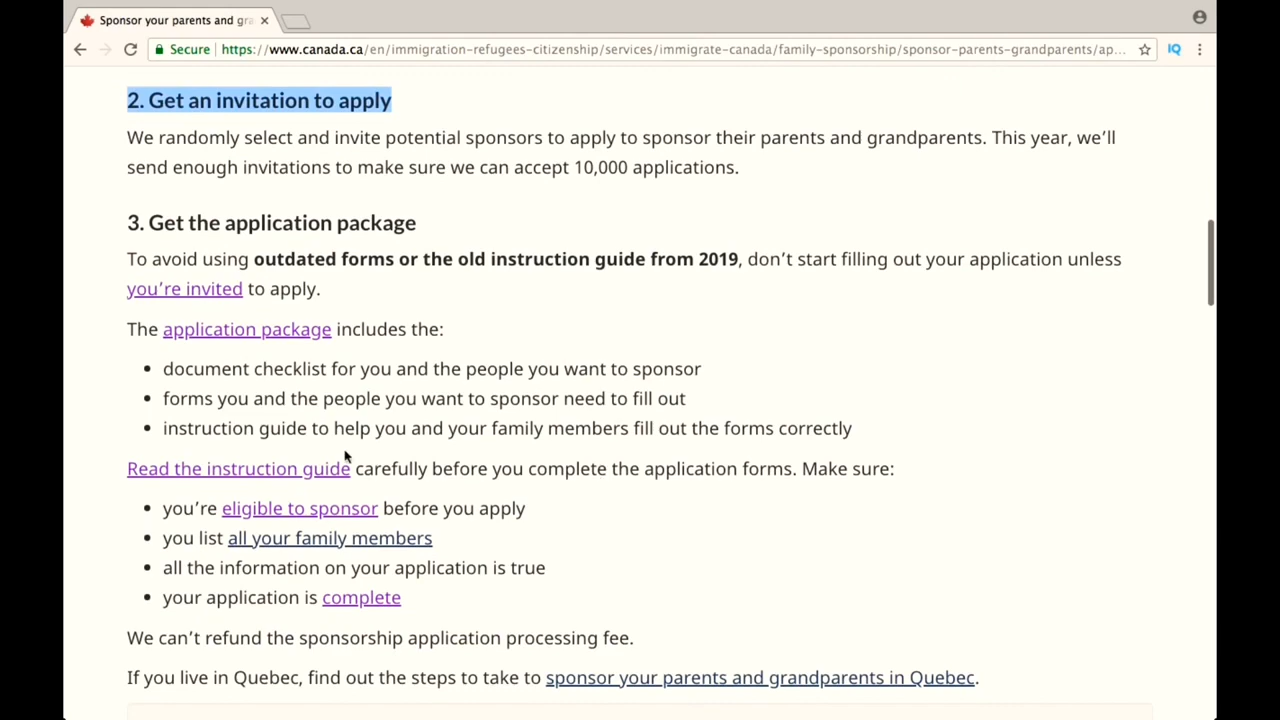 Sponsor your parents and gra
Secure https://www.canada.ca/en/immigration-refugees-citizenship/services/immigrate-canada/family-sponsorship/sponsor-parents-grandparents/ap...
IQ
2. Get an invitation to apply
We randomly select and invite potential sponsors to apply to sponsor their parents and grandparents. This year, we’ll
send enough invitations to make sure we can accept 10,000 applications.
3. Get the application package
To avoid using outdated forms or the old instruction guide from 2019, don’t start filling out your application unless
you’re invited to apply.
The application package includes the:
• document checklist for you and the people you want to sponsor
• forms you and the people you want to sponsor need to fill out
• instruction guide to help you and your family members fill out the forms correctly
Read the instruction guide carefully before you complete the application forms. Make sure:
• you’re eligible to sponsor before you apply
• you list all your family members
• all the information on your application is true
• your application is complete
We can’t refund the sponsorship application processing fee.
If you live in Quebec, find out the steps to take to sponsor your parents and grandparents in Quebec.